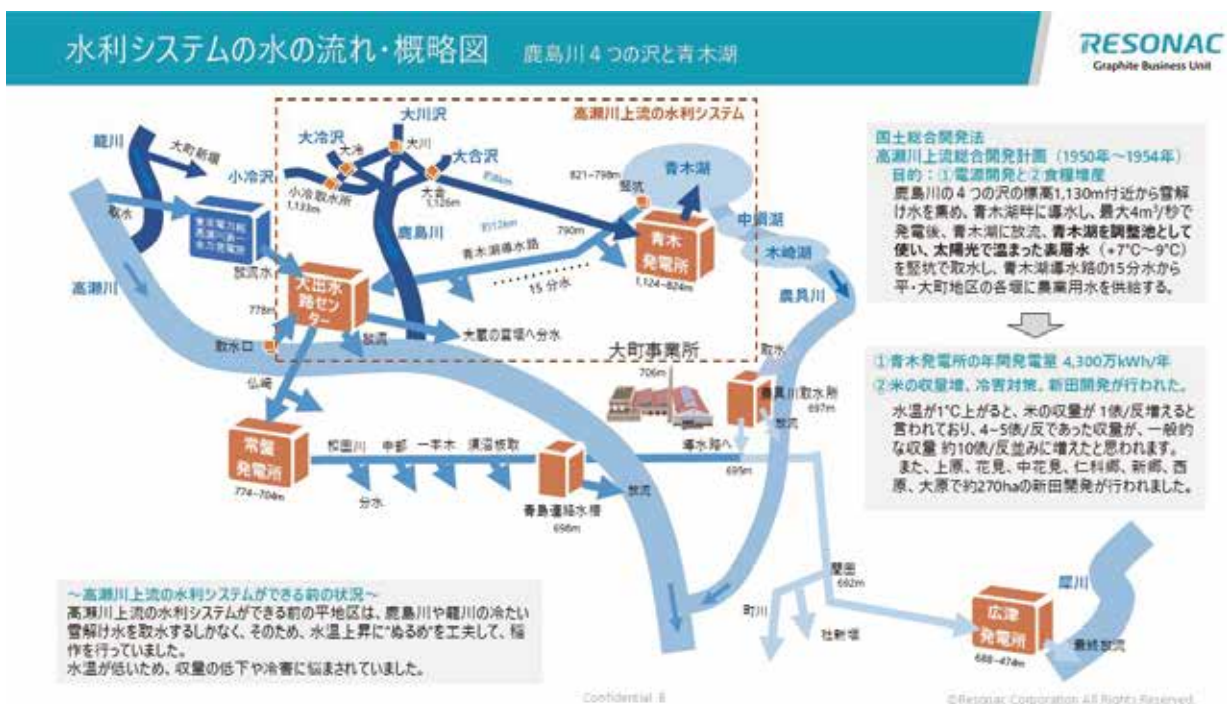 水利システムの水の流れ・概略図 鹿島川４つの沢と青木湖
RESONAC
Graphite Business Unit
高瀬川上流の水利システム
大川沢
大冷沢
大冷
大川
大合沢
籠川
大町新堰
小冷沢
小冷取水所
1,133m
大合
1,126m
約8km
821~798m
竪坑
青木湖
中綱湖
木崎湖
取水
鹿島川
約12km
790m
青木湖導水路
青木
発電所
1,124~824m
放流水
高瀬川
大出水
路セン
ター
778m
15分水
農具川
取水口
放流
大蔵の宮堰へ分水
大町事業所
706m
取水
農具川取水所
697m
放流
仏崎
常盤
発電所
774~704m
和田川
中部
一本木
須沼板取
分水
青島連絡水槽
698m
放流
導水路へ
695m
692m
町川
社新堰
広津
発電所
688~474m
犀川
最終放流
国土総合開発法
高瀬川上流総合開発計画（1950年～1954年）
目的：①電源開発と②食糧増産
鹿島川の４つの沢の標高1,130m付近から雪解
け水を集め、青木湖畔に導水し、最大4m³/秒で
発電後、青木湖に放流、青木湖を調整池として
使い、太陽光で温まった表層水（+7℃～9℃）
を竪坑で取水し、青木湖導水路の15分水から
平・大町地区の各堰に農業用水を供給する。
①青木発電所の年間発電量 4,300万kWh/年
②米の収量増、冷害対策、新田開発が行われた。
水温が1℃上がると、米の収量が 1俵/反増えると
言われており、4~5俵/反であった収量が、一般的
な収量 約10俵/反並みに増えたと思われます。
また、上原、花見、中花見、仁科郷、新郷、西
原、大原で約270haの新田開発が行われました。
～高瀬川上流の水利システムができる前の状況～
高瀬川上流の水利システムができる前の平地区は、鹿島川や籠川の冷たい
雪解け水を取水するしかなく、そのため、水温上昇に"ぬるめ"を工夫して、稲
作を行っていました。
水温が低いため、収量の低下や冷害に悩まされていました。
Confidential 8
©Resonac Corporation All Rights Reserved.